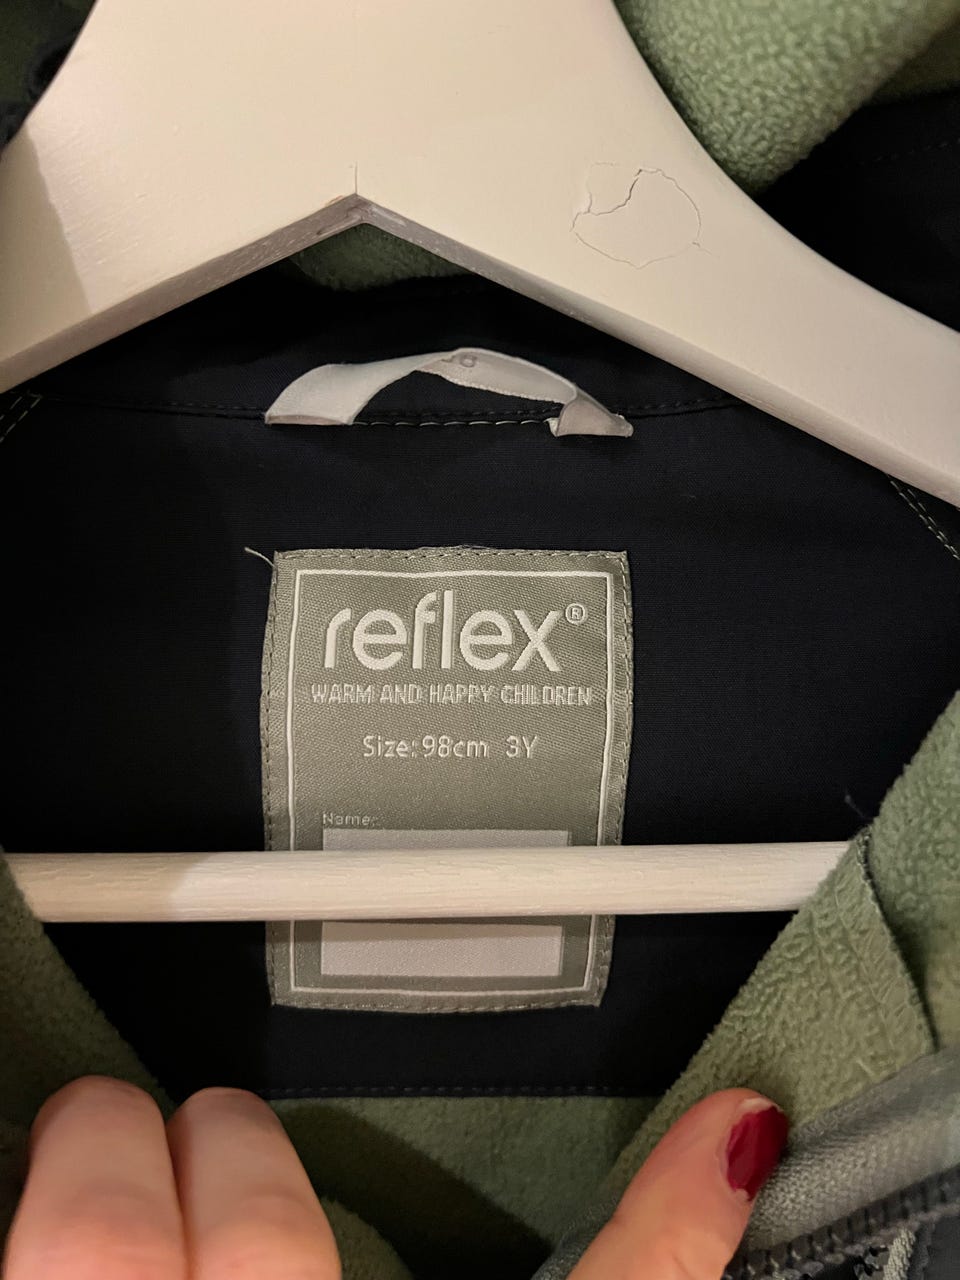 reflex®
WARM AND HAPPY CHILDREN
Size: 98cm 3Y
Name: